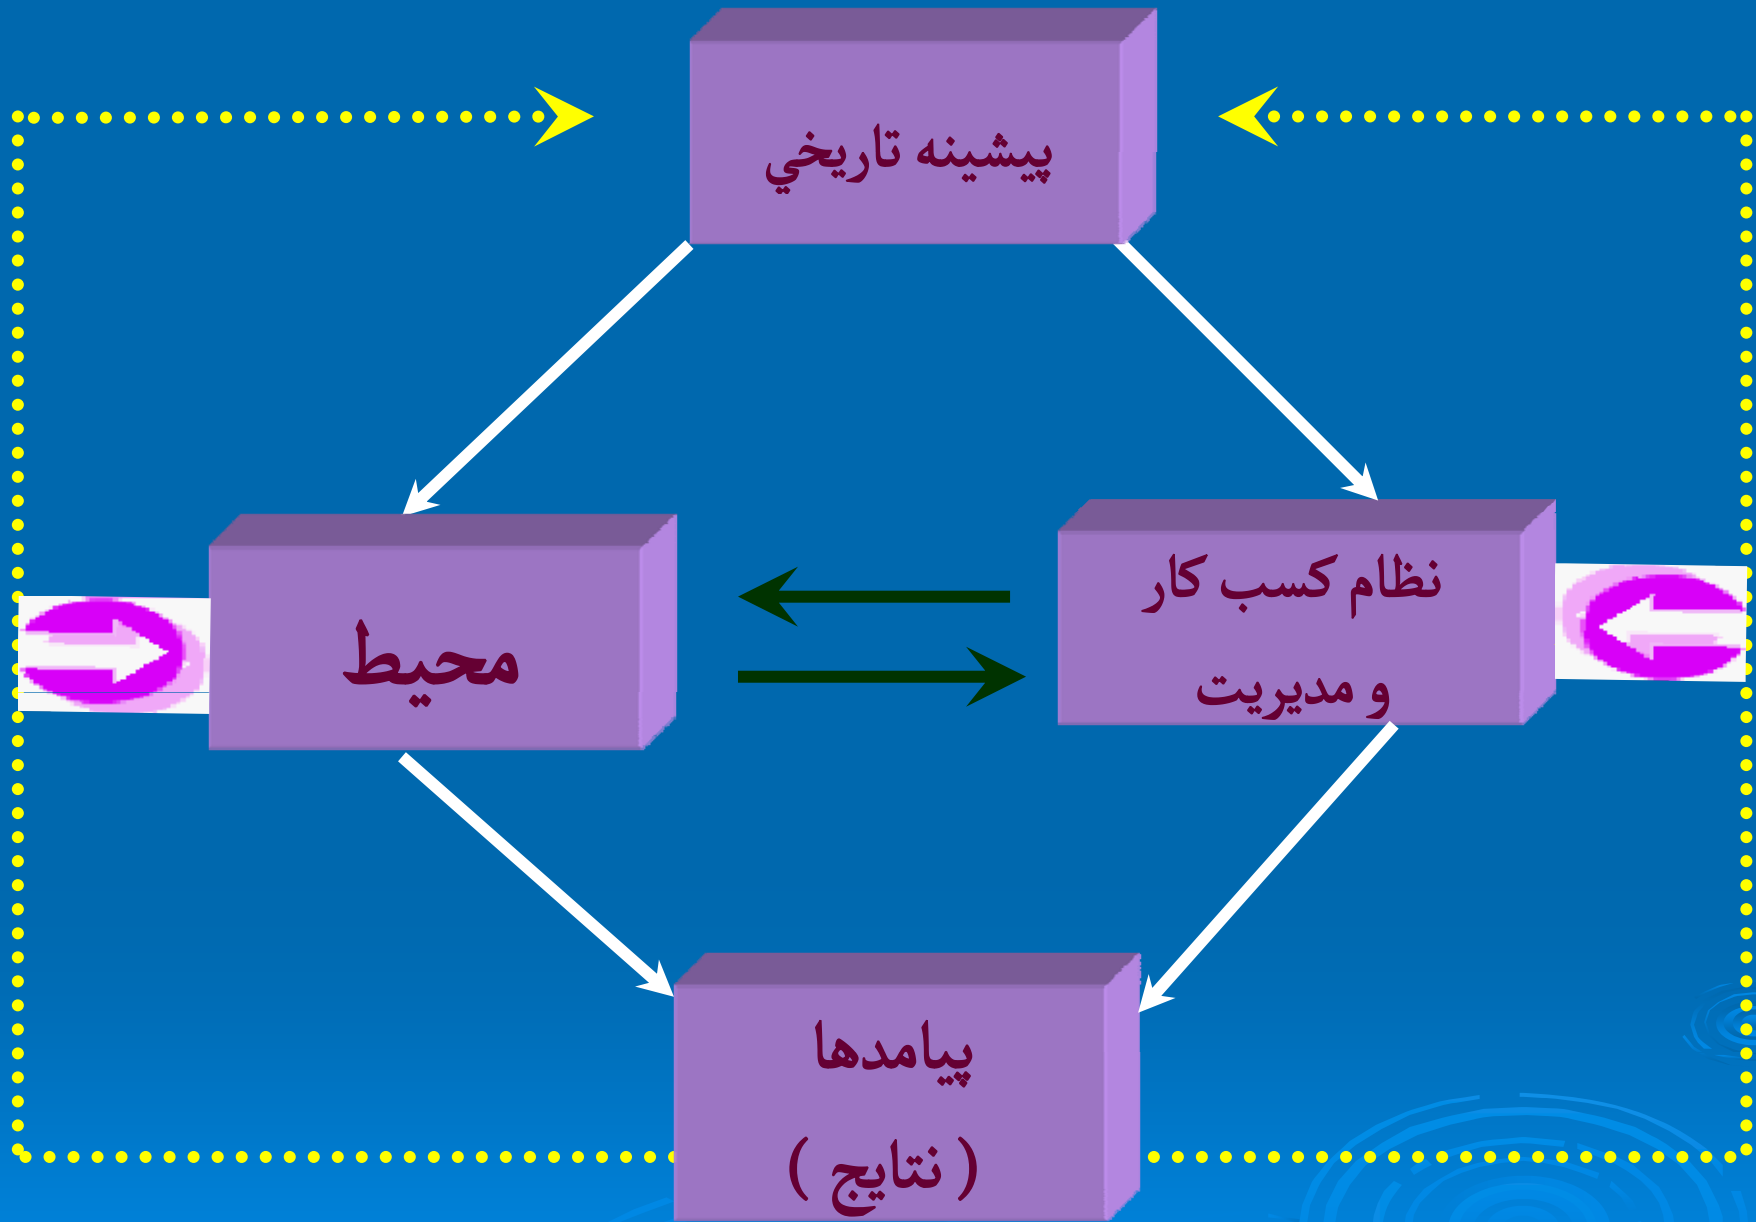 پيشينه تاريخي
نظام کسب کار
و مديريت
محيط
پيامدها
( نتايج )